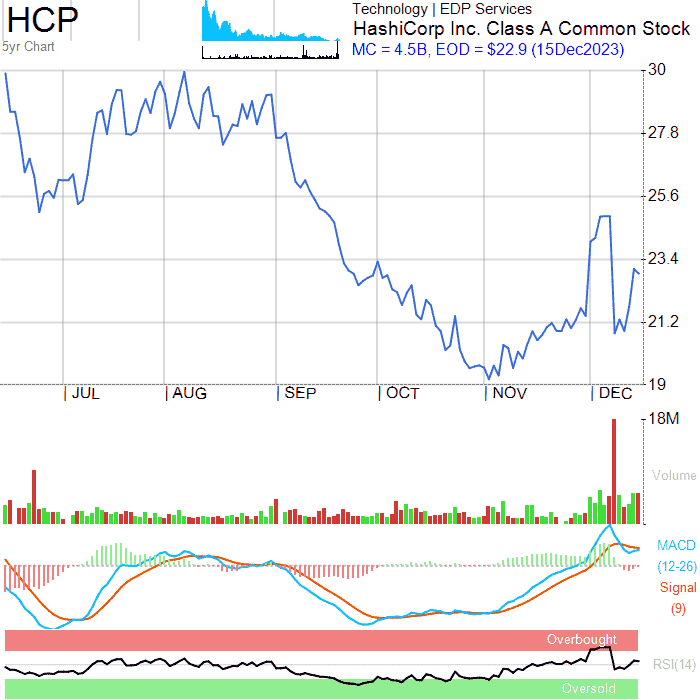 HCP
5yr Chart
Technology | EDP Services
HashiCorp Inc. Class A Common Stock
MC = 4.5B, EOD = $22.9 (15Dec2023)
30
27.8
25.6
23.4
21.2
19
JUL AUG SEP OCT NOV DEC
18M
Volume
MACD
(12-26)
Signal
(9)
Overbought
RSI(14)
Oversold